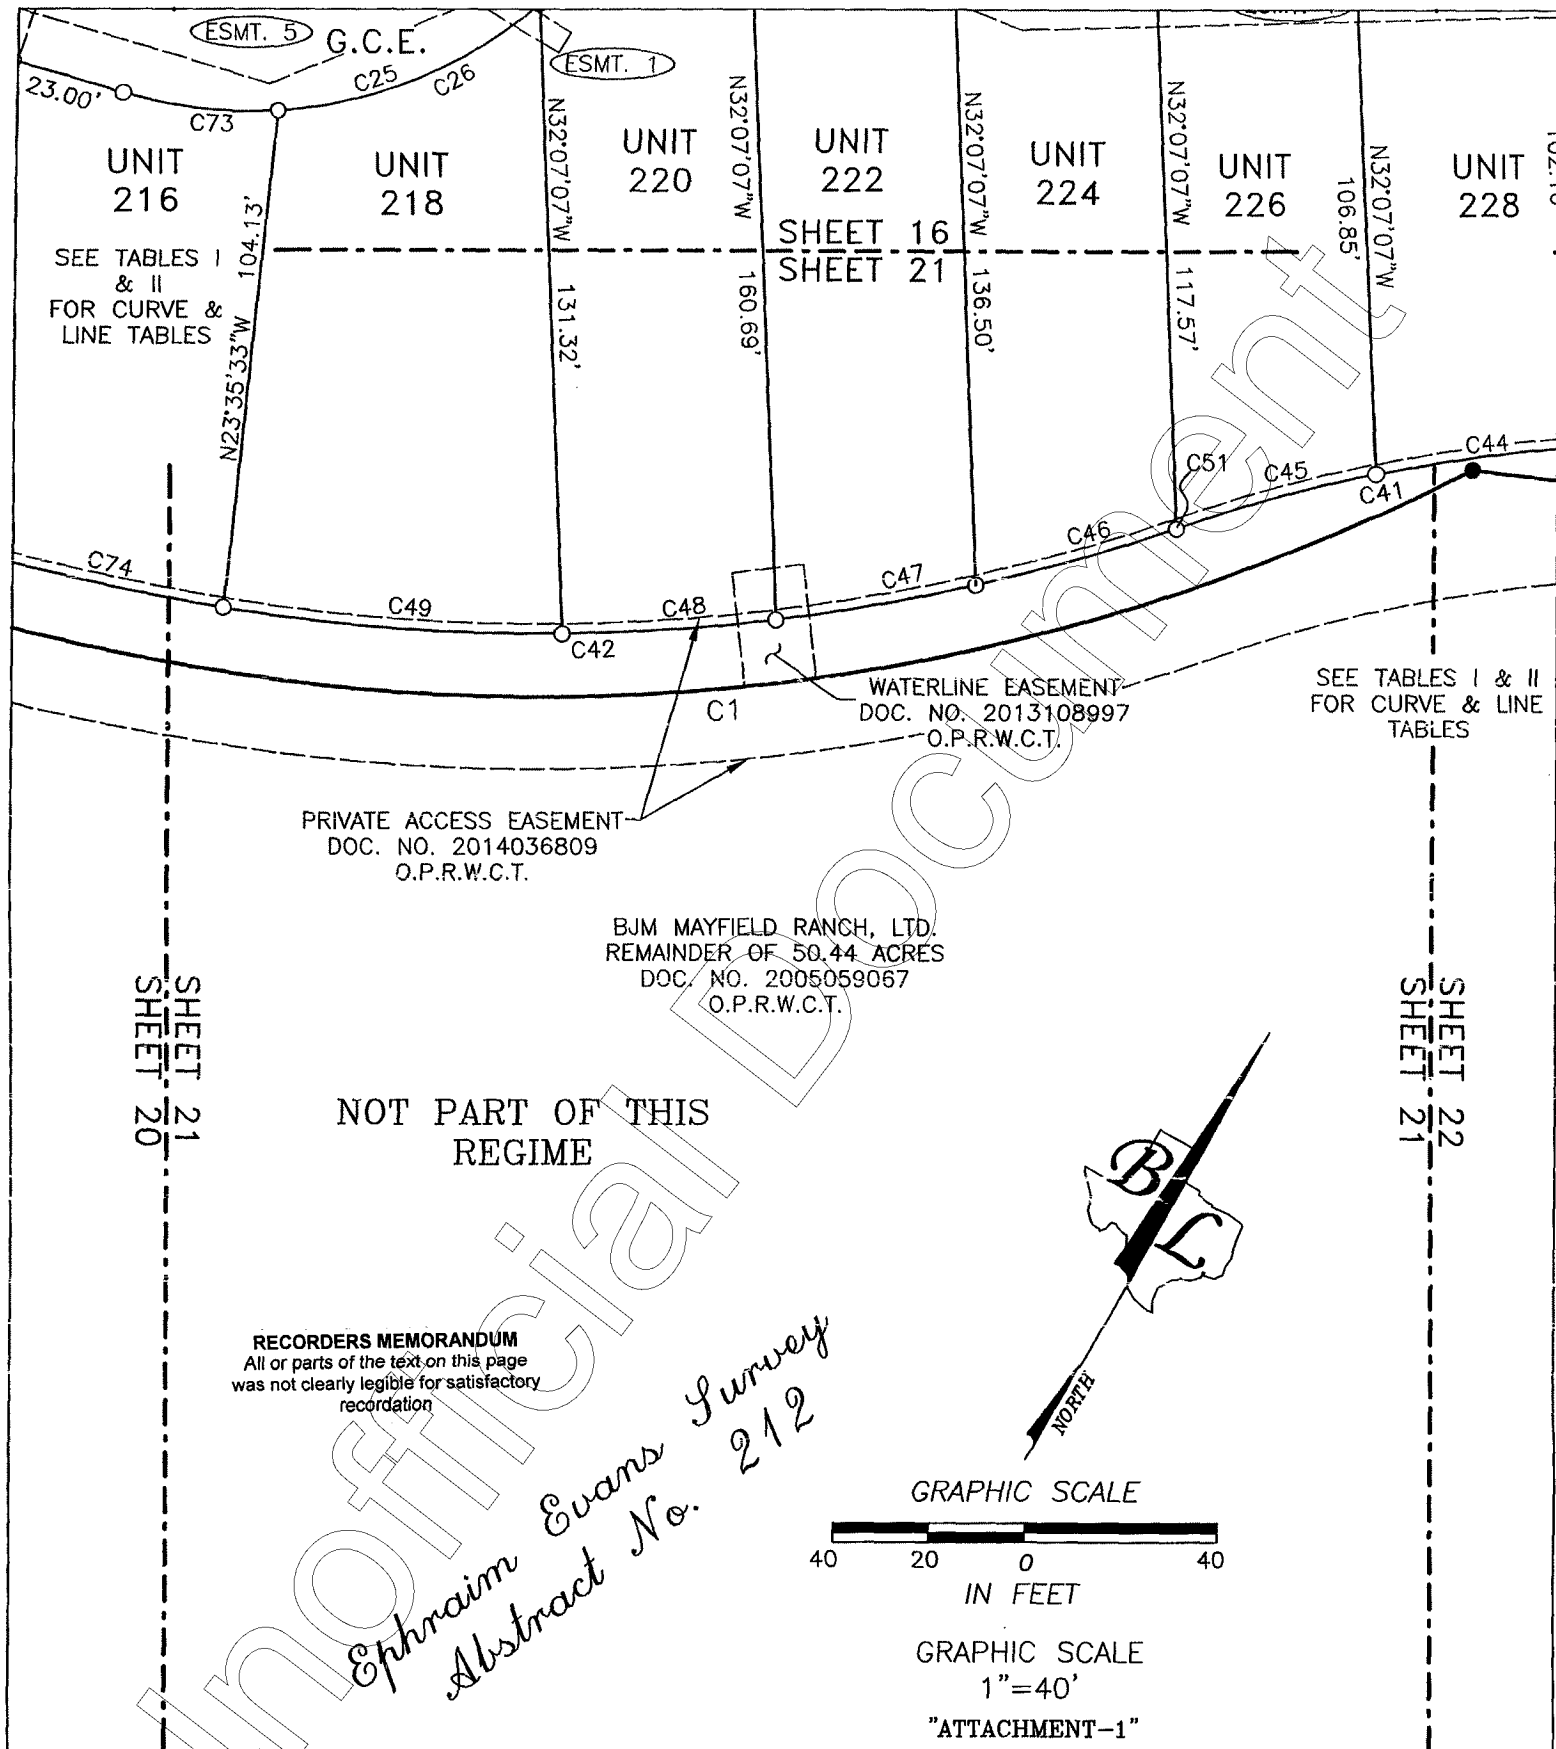 ESMT. 5
G.C.E.
ESMT. 1
C25
C26
23.00'
C73
UNIT
216
UNIT
218
UNIT
220
UNIT
222
UNIT
224
UNIT
226
UNIT
228
N32°07'07"W
131.32'
N32°07'07"W
160.69'
N32°07'07"W
136.50'
N32°07'07"W
117.57'
N32°07'07"W
106.85'
N23°35'33"W 104.13'
SHEET 16
SHEET 21
SEE TABLES I
& II
FOR CURVE &
LINE TABLES
C74
C49
C42
C48
C47
C46
C51
C45
C41
C44
C1
WATERLINE EASEMENT
DOC. NO. 2013108997
O.P.R.W.C.T.
SEE TABLES I & II
FOR CURVE & LINE
TABLES
PRIVATE ACCESS EASEMENT
DOC. NO. 2014036809
O.P.R.W.C.T.
BJM MAYFIELD RANCH, LTD.
REMAINDER OF 50.44 ACRES
DOC. NO. 2005059067
O.P.R.W.C.T.
SHEET 21
SHEET 20
SHEET 22
SHEET 21
NOT PART OF THIS
REGIME
B
L
NORTH
RECORDERS MEMORANDUM
All or parts of the text on this page
was not clearly legible for satisfactory
recordation
Ephraim Evans Survey
Abstract No. 212
GRAPHIC SCALE
40 20 0 40
IN FEET
GRAPHIC SCALE
1"=40'
"ATTACHMENT-1"
Unofficial Document